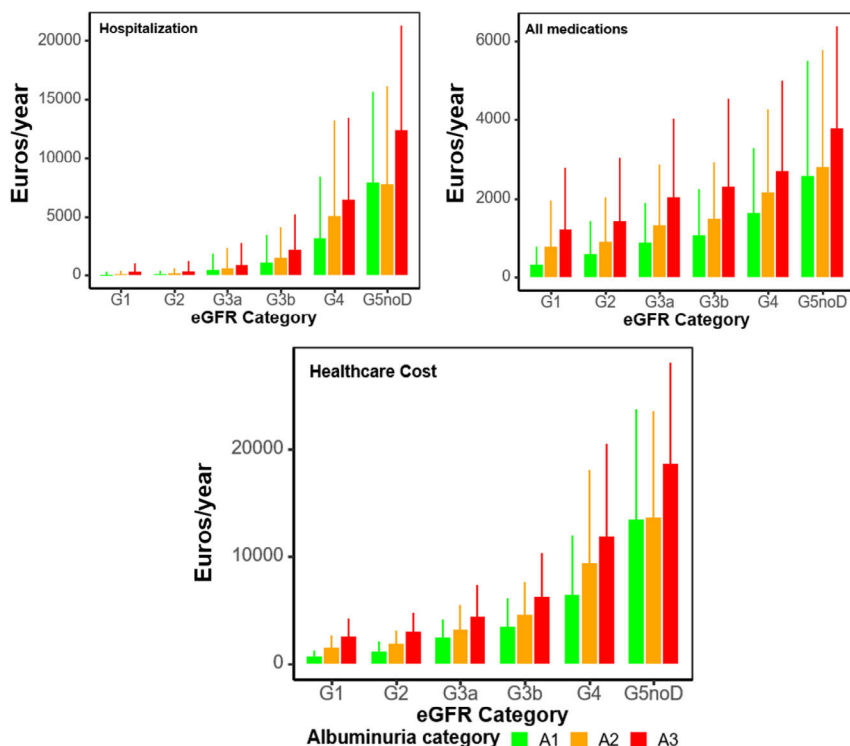 Hospitalization
20000
15000
10000
5000
0
Euros/year
G1 G2 G3a G3b G4 G5noD
eGFR Category
All medications
6000
4000
2000
0
Euros/year
G1 G2 G3a G3b G4 G5noD
eGFR Category
Healthcare Cost
20000
10000
0
Euros/year
G1 G2 G3a G3b G4 G5noD
eGFR Category
Albuminuria category A1 A2 A3